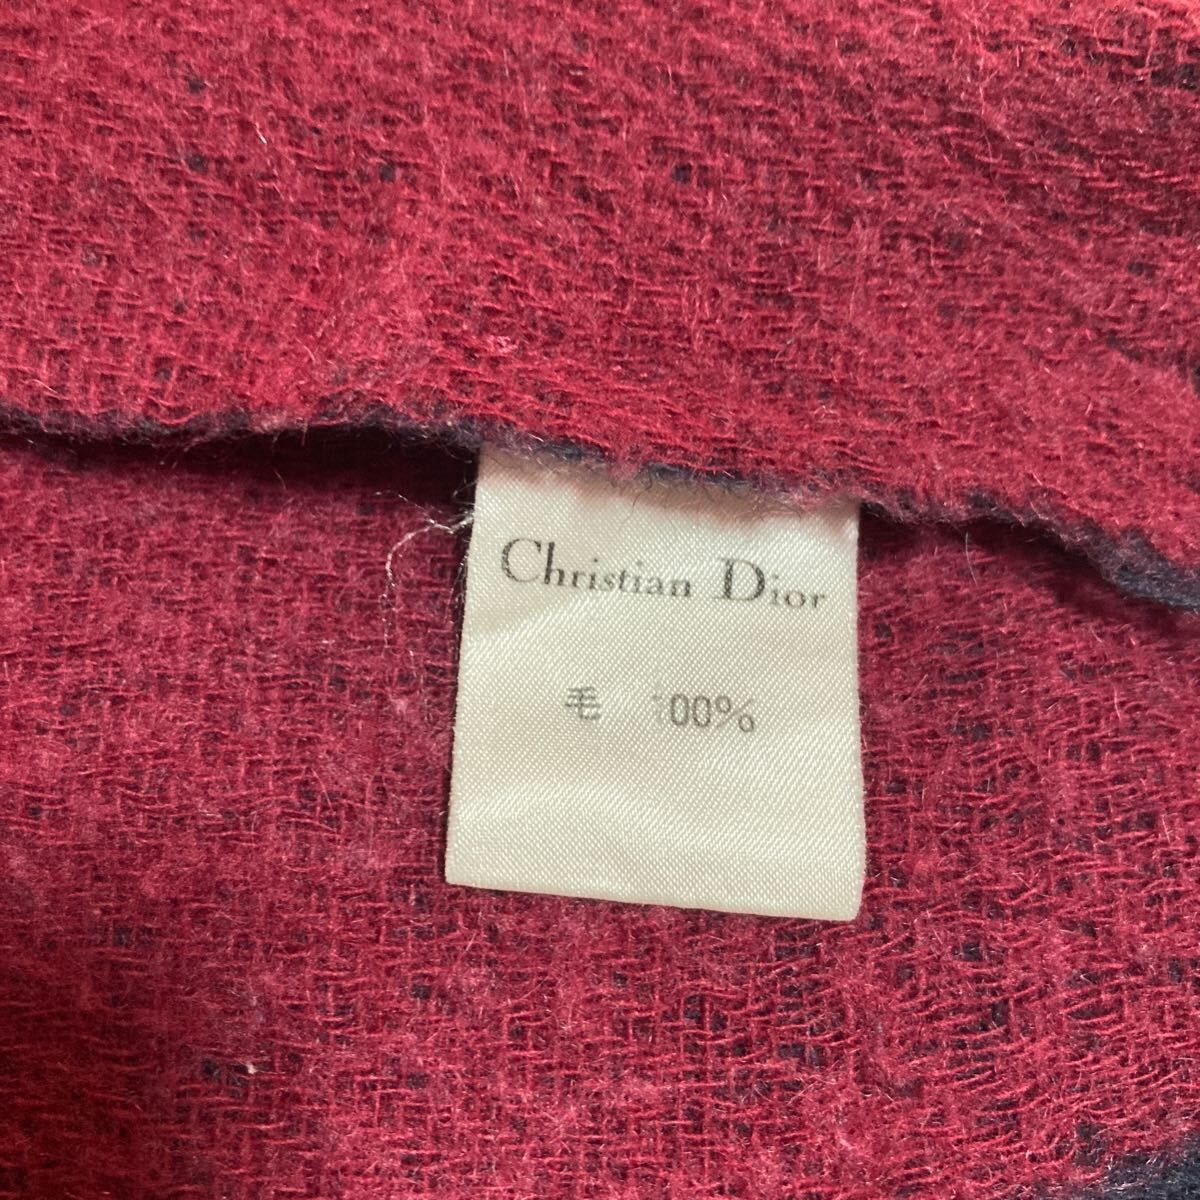 Christian Dior
毛 100%